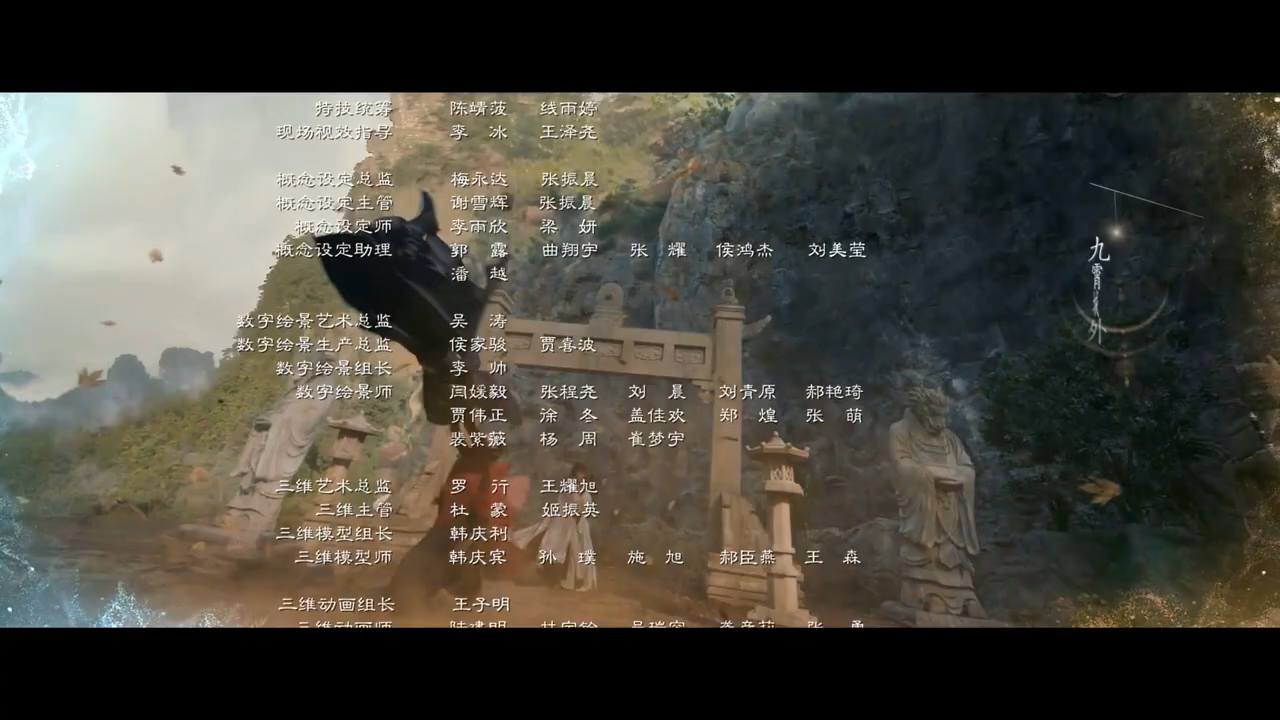 特技统筹 陈靖菠 线雨婷
现场视效指导 李冰 王泽尧
概念设定总监 梅永达 张振晨
概念设定主管 谢雪辉 张振晨
概念设定师 李雨欣 梁妍
概念设定助理 郭露 曲翔宇 张耀 侯鸿杰 刘美莹
潘越
数字绘景艺术总监 吴涛
数字绘景生产总监 侯家骏 贾喜波
数字绘景组长 李帅
数字绘景师 闫媛毅 张程尧 刘晨 刘青原 郝艳琦
贾伟正 涂冬 盖佳欢 郑煌 张萌
裴紫薇 杨周 崔梦宇
三维艺术总监 罗行 王耀旭
三维主管 杜蒙 姬振英
三维模型组长 韩庆利
三维模型师 韩庆宾 孙璞 施旭 郝臣燕 王森
三维动画组长 王子明
三维动画师
九霄寒外